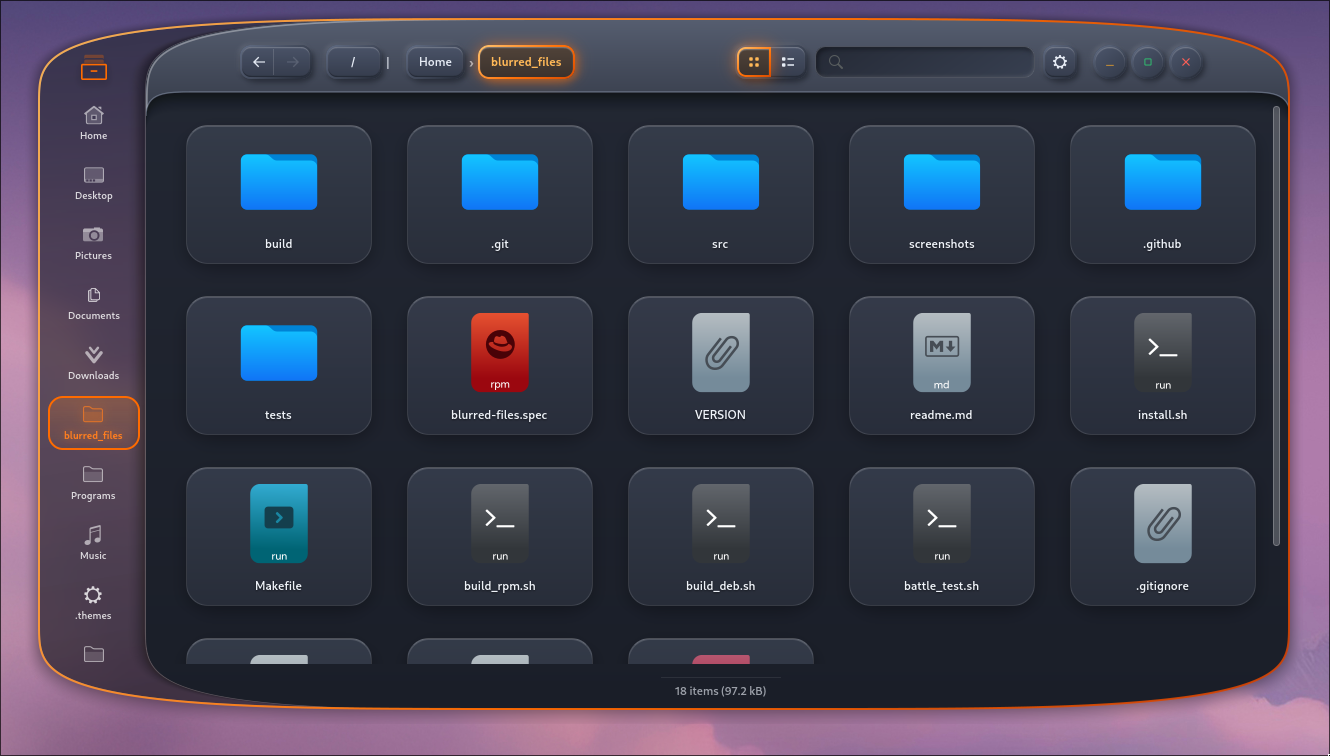 / | Home › blurred_files
Home
Desktop
Pictures
Documents
Downloads
blurred_files
Programs
Music
.themes
build
.git
src
screenshots
.github
tests
rpm
blurred-files.spec
VERSION
M
md
readme.md
>_
run
install.sh
>
run
Makefile
>_
run
build_rpm.sh
>_
run
build_deb.sh
>_
run
battle_test.sh
.gitignore
18 items (97.2 kB)